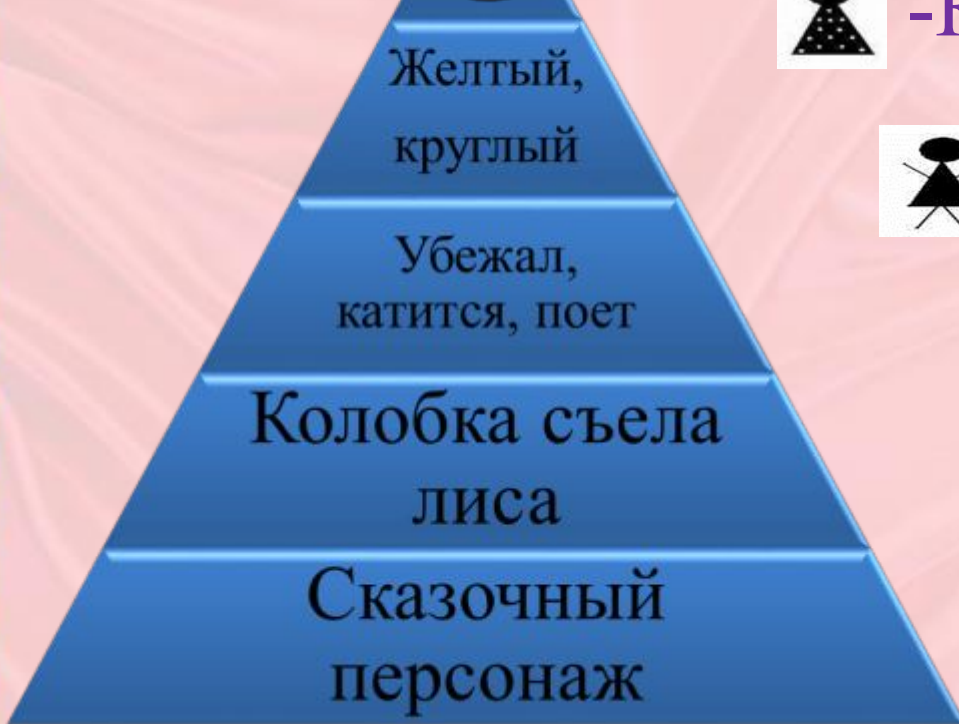 Желтый,
круглый
Убежал,
катится, поет
Колобка съела
лиса
Сказочный
персонаж